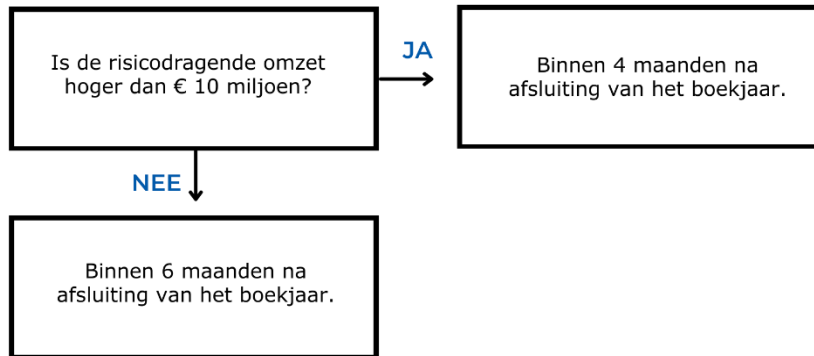 Is de risicodragende omzet
hoger dan € 10 miljoen?
JA
Binnen 4 maanden na
afsluiting van het boekjaar.
NEE
Binnen 6 maanden na
afsluiting van het boekjaar.